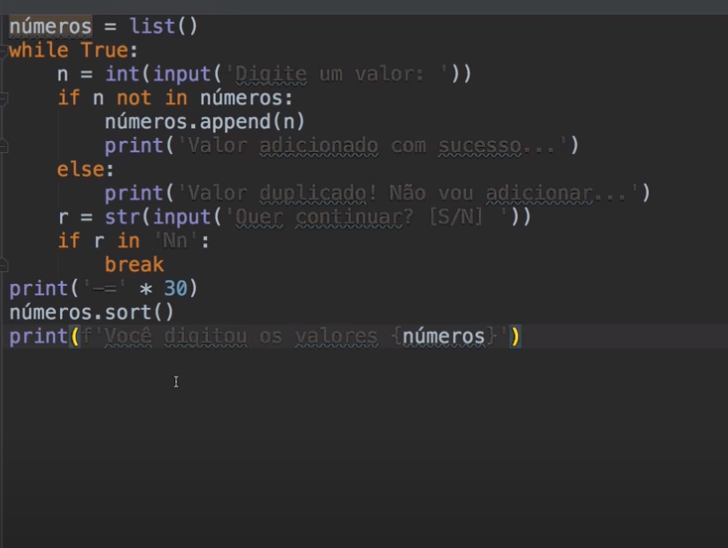 números = list()
while True:
    n = int(input('Digite um valor: '))
    if n not in números:
        números.append(n)
        print('Valor adicionado com sucesso...')
    else:
        print('Valor duplicado! Não vou adicionar...')
    r = str(input('Quer continuar? [S/N] '))
    if r in 'Nn':
        break
print('-=' * 30)
números.sort()
print(f'Você digitou os valores {números}')